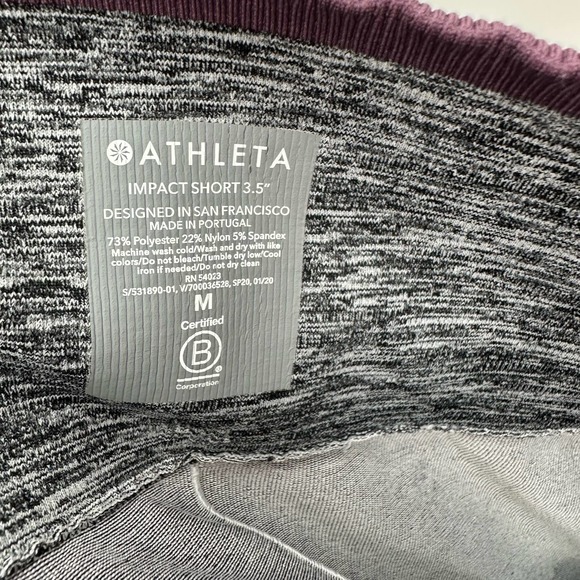 ATHLETA
IMPACT SHORT 3.5"
DESIGNED IN SAN FRANCISCO
MADE IN PORTUGAL
73% Polyester 22% Nylon 5% Spandex
Machine wash cold/Wash and dry with like
colors/Do not bleach/Tumble dry low/Cool
Iron if needed/Do not dry clean
RN 54023
S/531890-01, V/700036528, SP20, 01/20
M
Certified
B
Corporation